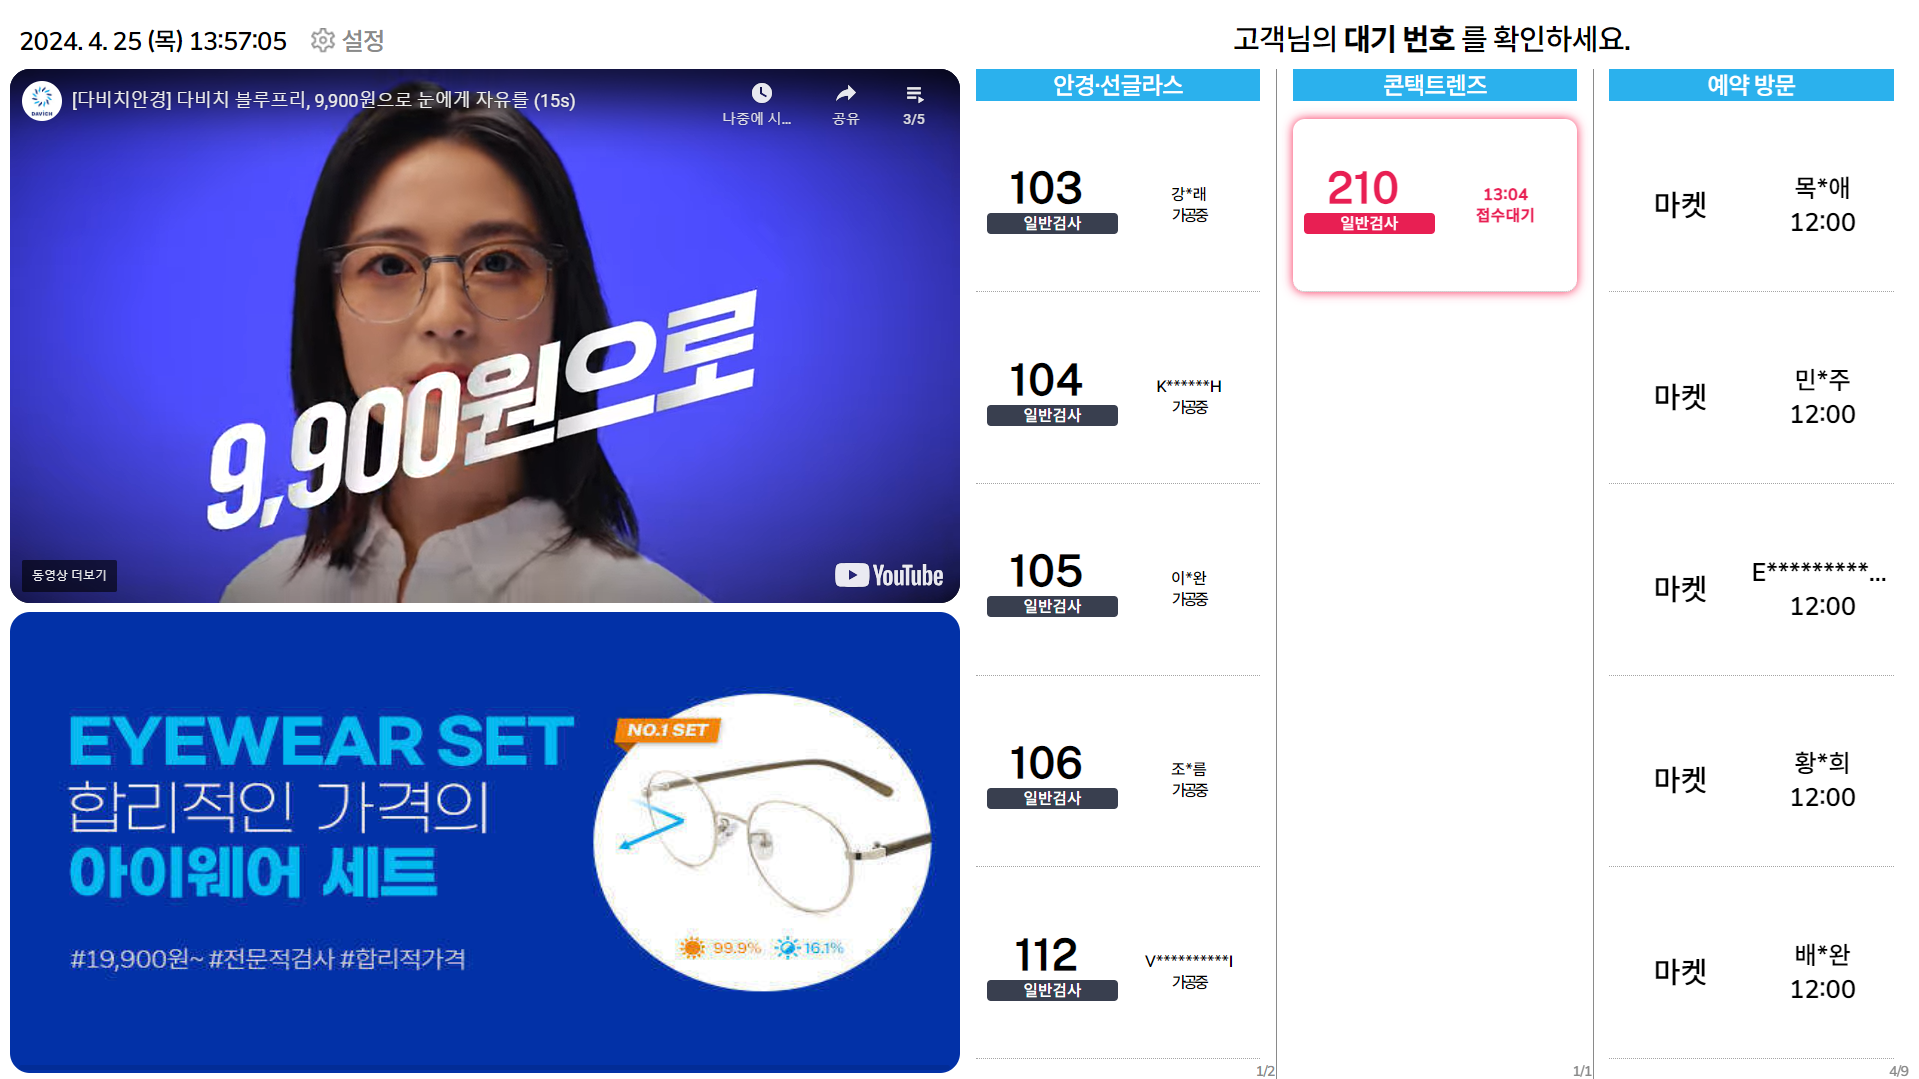 2024. 4. 25 (목) 13:57:05 설정
고객님의 대기 번호 를 확인하세요.
DAVICH
[다비치안경] 다비치 블루프리, 9,900원으로 눈에게 자유를 (15s)
나중에 시...
공유
3/5
9,900원으로
동영상 더보기
YouTube
EYEWEAR SET
합리적인 가격의
아이웨어 세트
#19,900원~ #전문적검사 #합리적가격
NO.1 SET
99.9% 16.1%
안경·선글라스
103
일반검사
강*래
가공중
104
일반검사
K******H
가공중
105
일반검사
이*완
가공중
106
일반검사
조*름
가공중
112
일반검사
V**********I
가공중
1/2
콘택트렌즈
210
일반검사
13:04
접수대기
1/1
예약 방문
마켓
목*애
12:00
마켓
민*주
12:00
마켓
E*********...
12:00
마켓
황*희
12:00
마켓
배*완
12:00
4/9